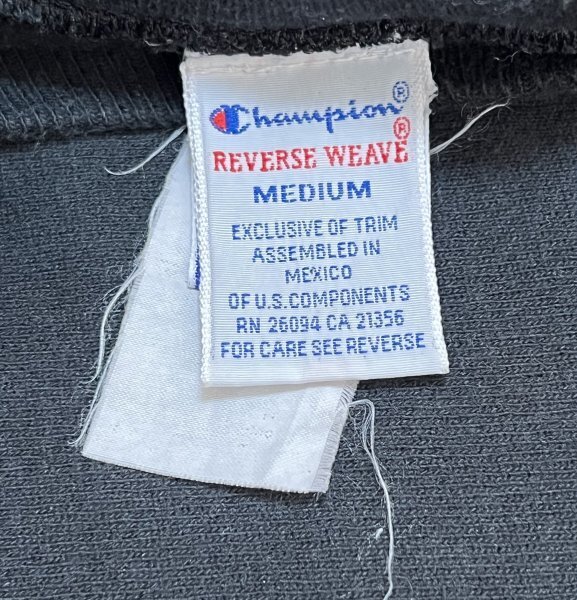 Champion®
REVERSE WEAVE®
MEDIUM
EXCLUSIVE OF TRIM
ASSEMBLED IN
MEXICO
OF U.S.COMPONENTS
RN 26094 CA 21356
FOR CARE SEE REVERSE